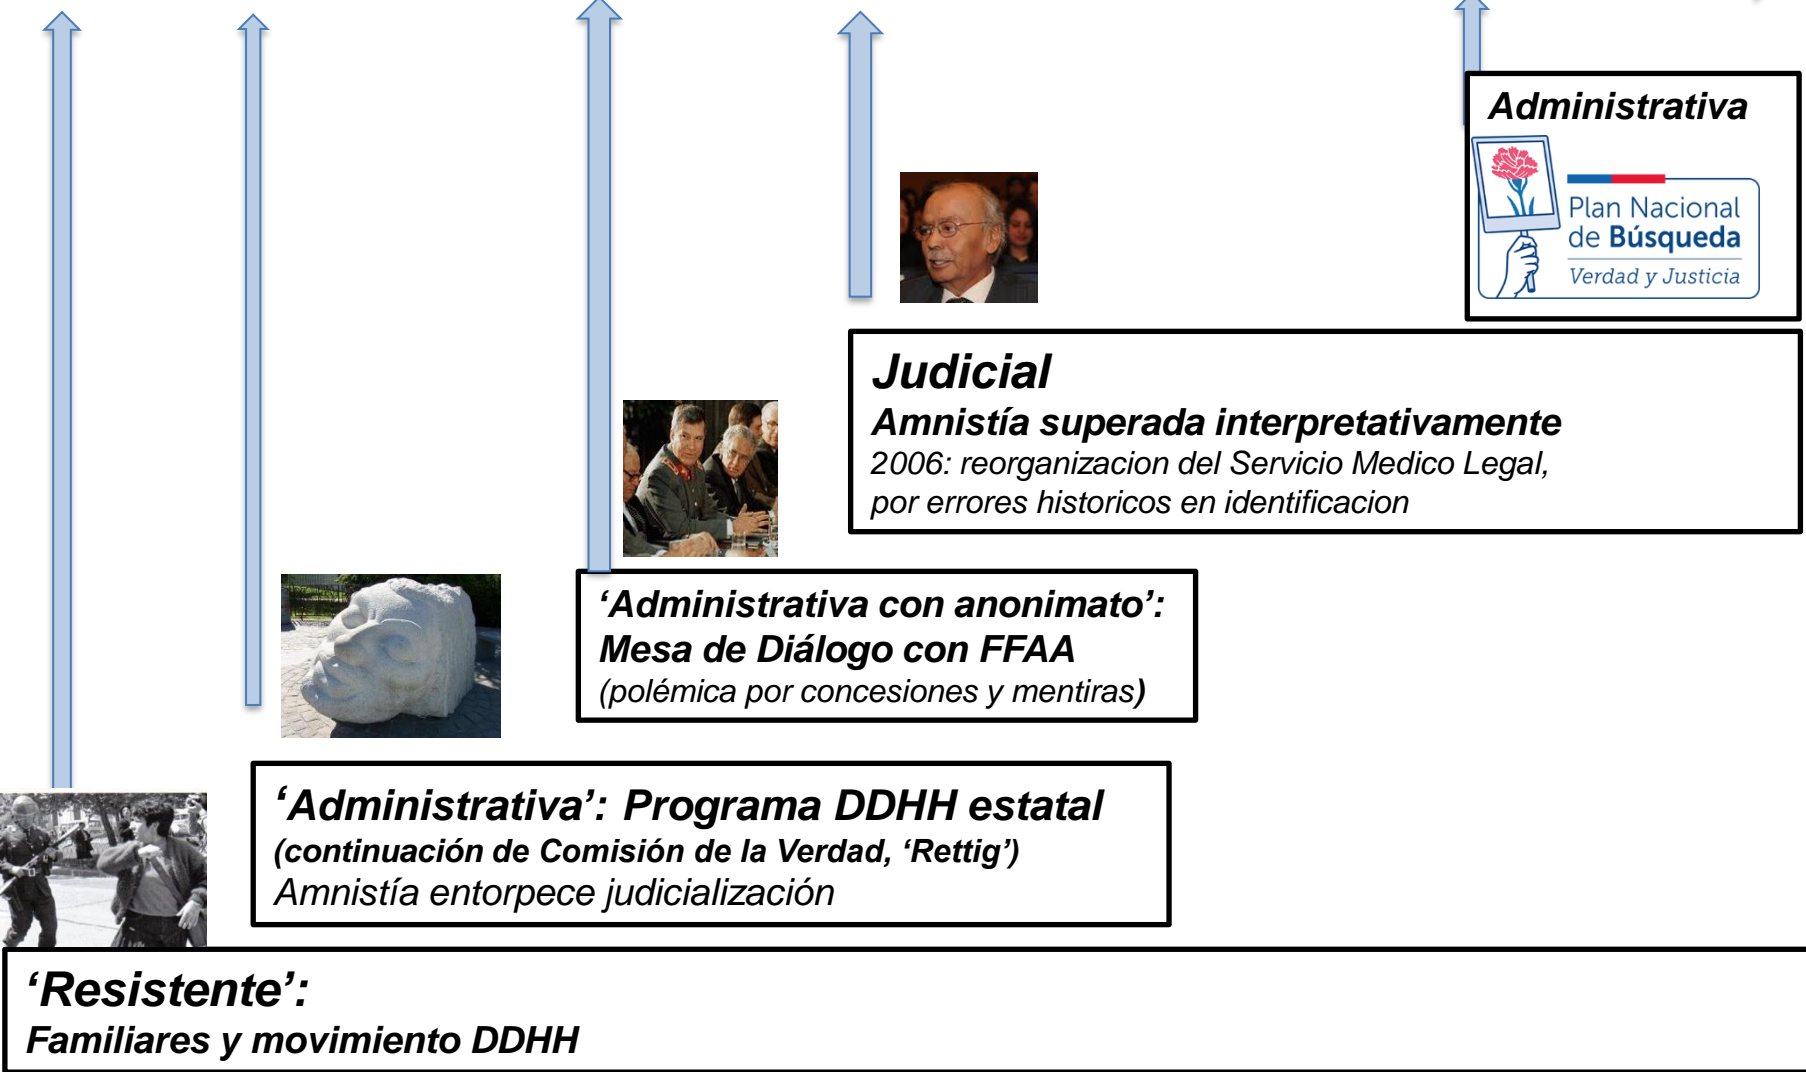 Administrativa
Plan Nacional
de Búsqueda
Verdad y Justicia
Judicial
Amnistía superada interpretativamente
2006: reorganizacion del Servicio Medico Legal,
por errores historicos en identificacion
‘Administrativa con anonimato’:
Mesa de Diálogo con FFAA
(polémica por concesiones y mentiras)
‘Administrativa’: Programa DDHH estatal
(continuación de Comisión de la Verdad, ‘Rettig’)
Amnistía entorpece judicialización
‘Resistente’:
Familiares y movimiento DDHH